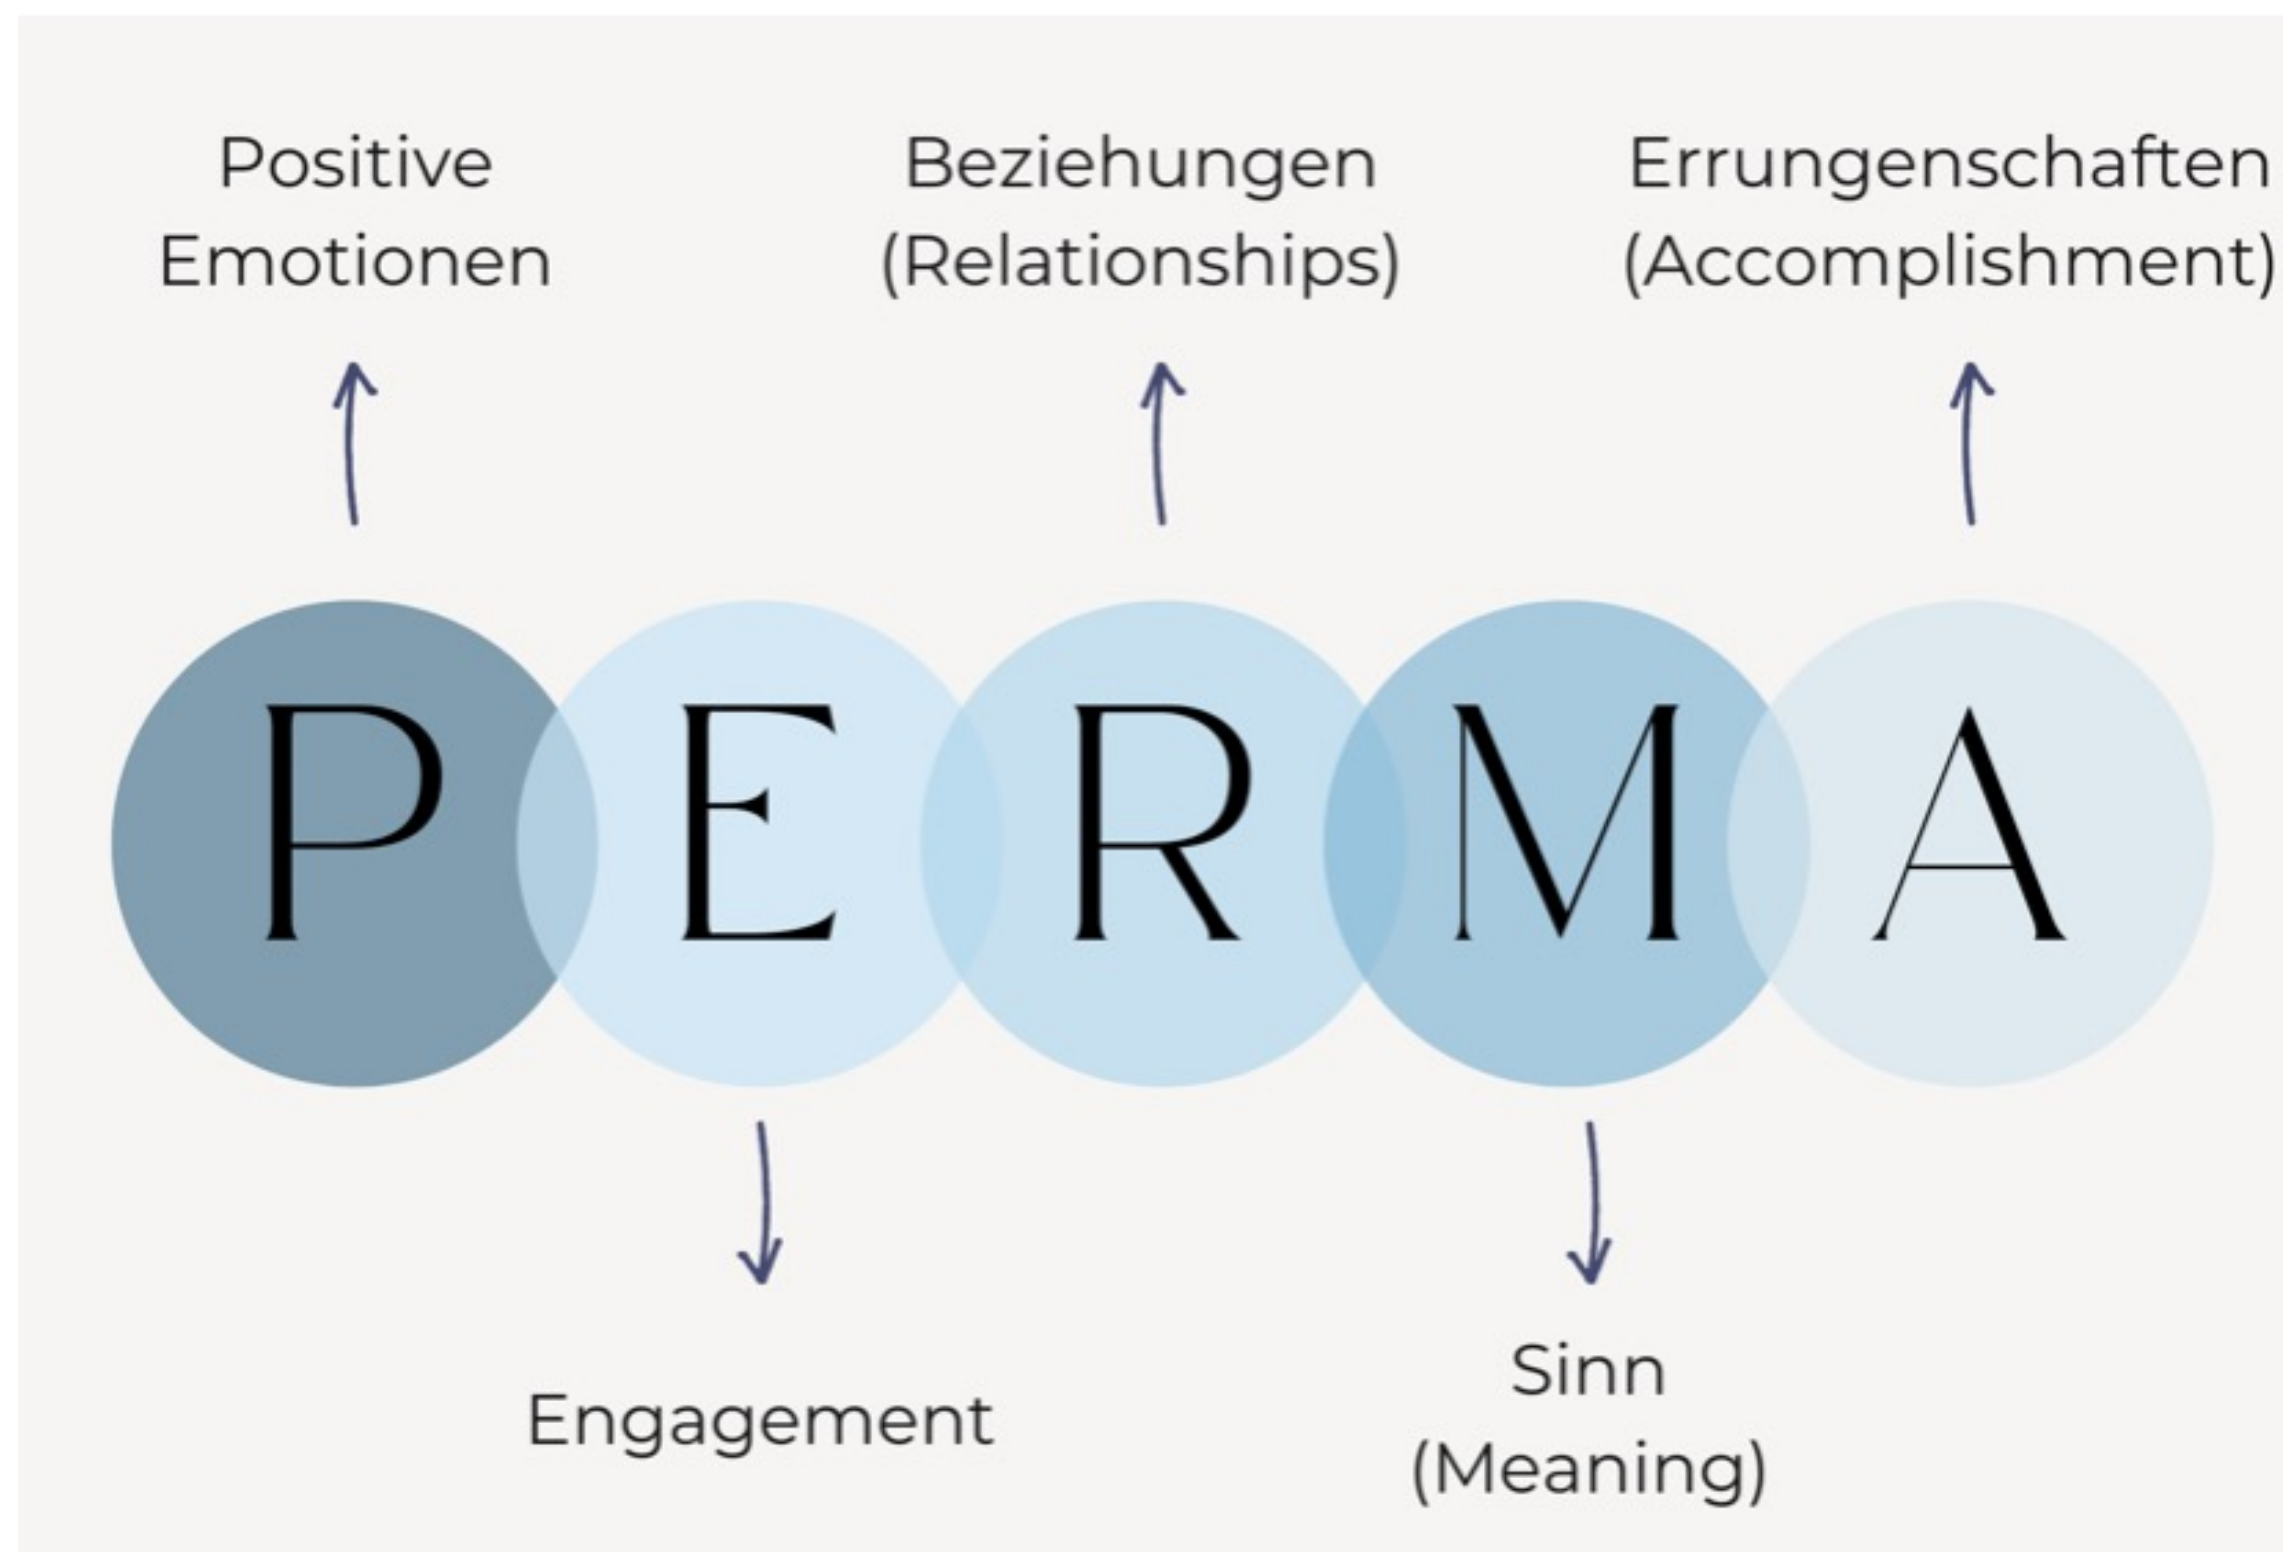 Positive
Emotionen
Beziehungen
(Relationships)
Errungenschaften
(Accomplishment)
P E R M A
Engagement
Sinn
(Meaning)